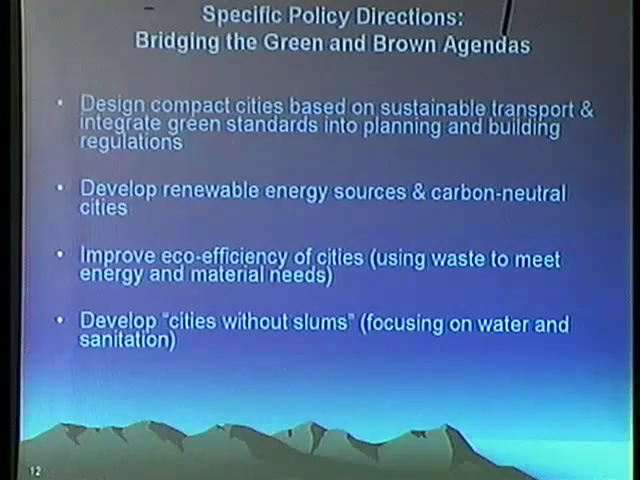 Specific Policy Directions:
Bridging the Green and Brown Agendas
• Design compact cities based on sustainable transport &
integrate green standards into planning and building
regulations
• Develop renewable energy sources & carbon-neutral
cities
• Improve eco-efficiency of cities (using waste to meet
energy and material needs)
• Develop “cities without slums” (focusing on water and
sanitation)
12